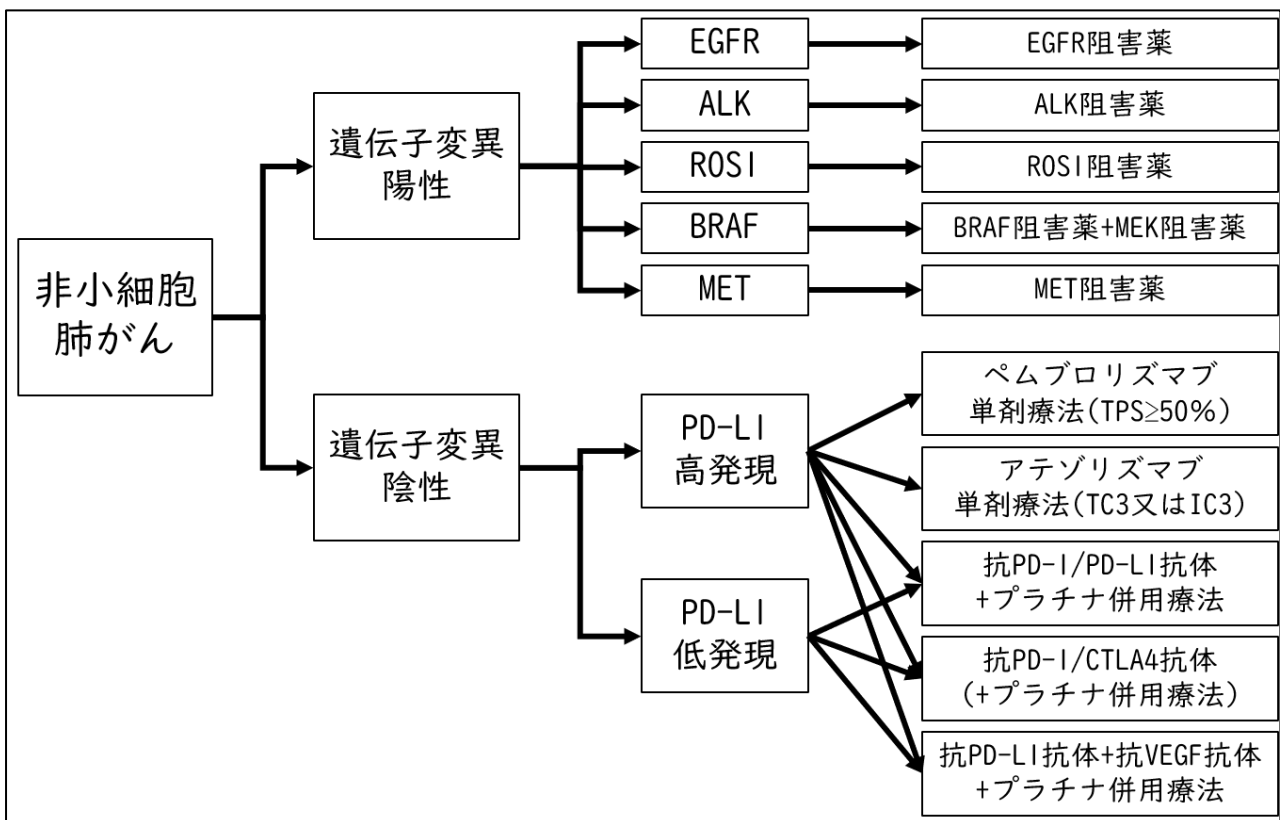 非小細胞
肺がん
遺伝子変異
陽性
遺伝子変異
陰性
EGFR
ALK
ROS1
BRAF
MET
PD-L1
高発現
PD-L1
低発現
EGFR阻害薬
ALK阻害薬
ROS1阻害薬
BRAF阻害薬+MEK阻害薬
MET阻害薬
ペムブロリズマブ
単剤療法(TPS≥50%)
アテゾリズマブ
単剤療法(TC3又はIC3)
抗PD-1/PD-L1抗体
+プラチナ併用療法
抗PD-1/CTLA4抗体
(+プラチナ併用療法)
抗PD-L1抗体+抗VEGF抗体
+プラチナ併用療法